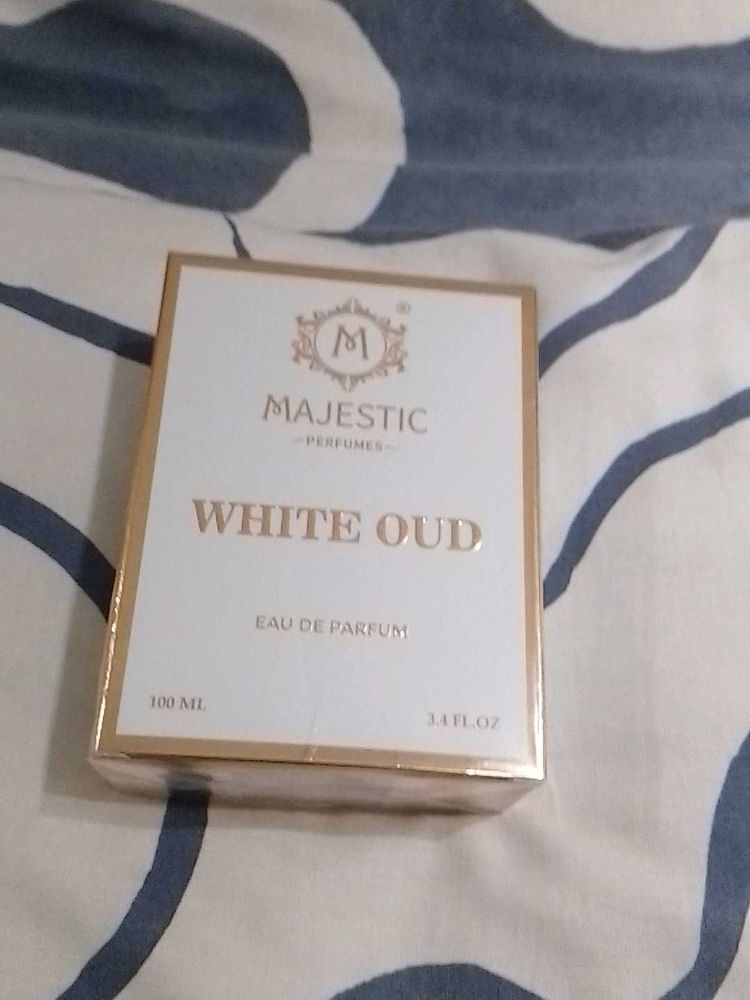 ®
M
MAJESTIC
PERFUMES
WHITE OUD
EAU DE PARFUM
100 ML
3.4 FL.OZ